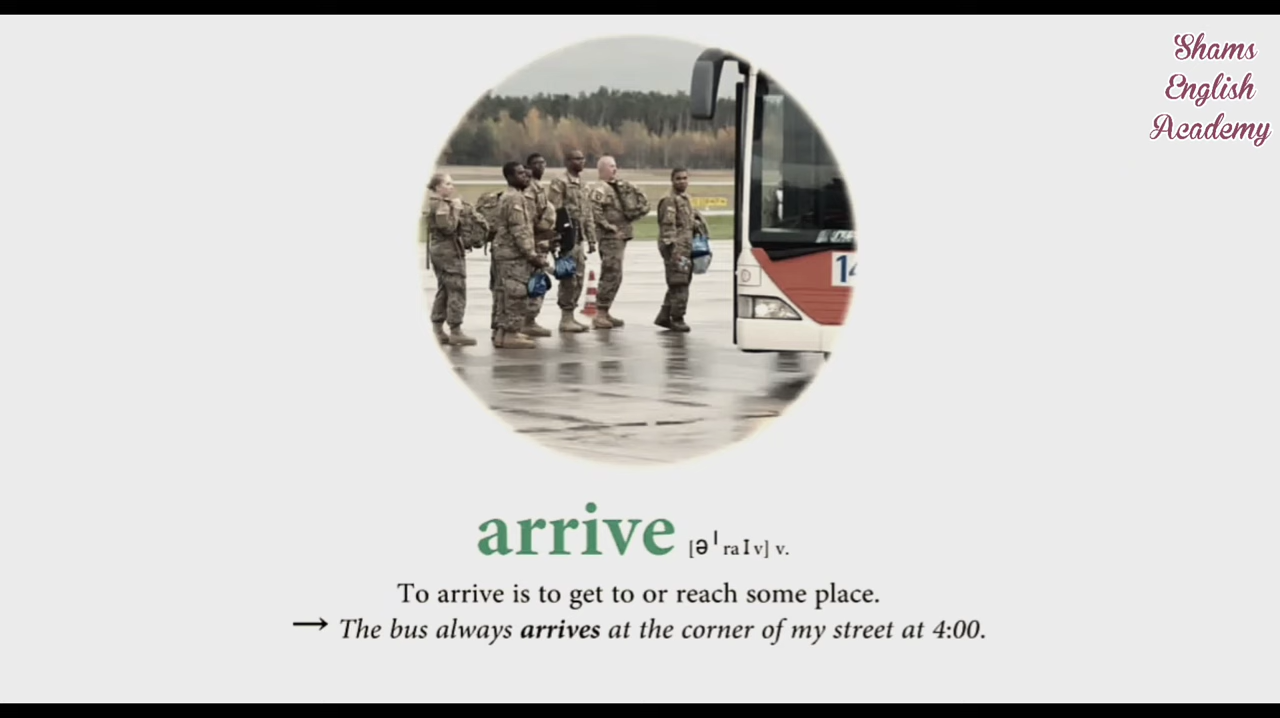 Shams
English
Academy
14
arrive [əˈraɪv] v.
To arrive is to get to or reach some place.
→ The bus always arrives at the corner of my street at 4:00.